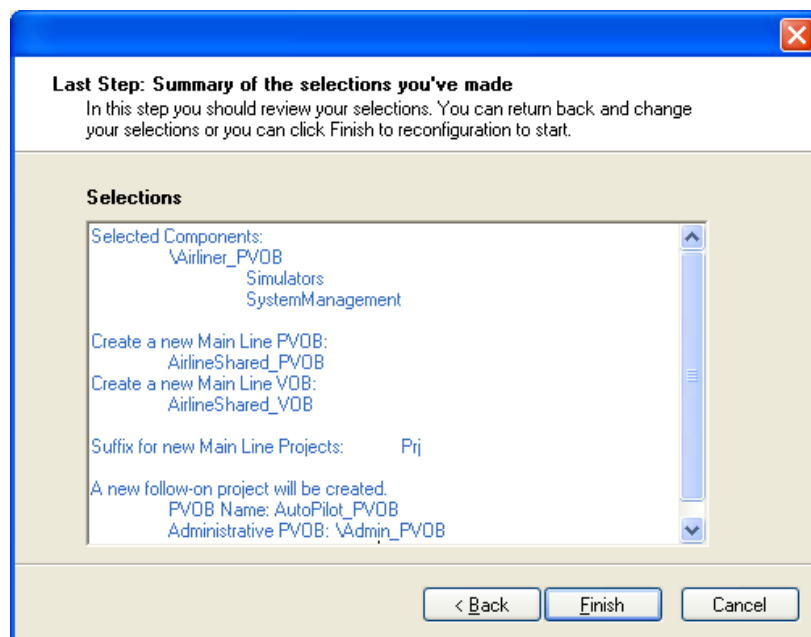 Last Step: Summary of the selections you've made
In this step you should review your selections. You can return back and change
your selections or you can click Finish to reconfiguration to start.
Selections
Selected Components:
\Airliner_PVOB
Simulators
SystemManagement
Create a new Main Line PVOB:
AirlineShared_PVOB
Create a new Main Line VOB:
AirlineShared_VOB
Suffix for new Main Line Projects: Prj
A new follow-on project will be created.
PVOB Name: AutoPilot_PVOB
Administrative PVOB: \Admin_PVOB
< Back Finish Cancel